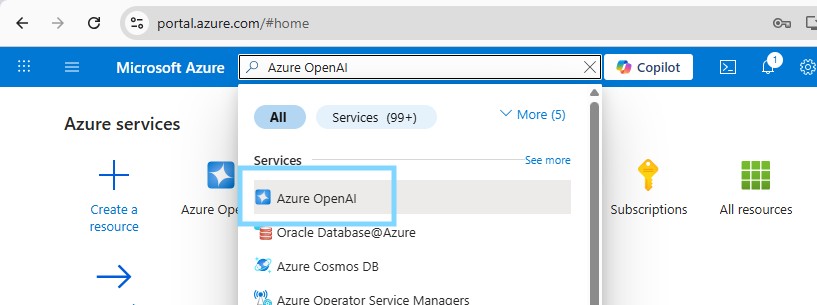 portal.azure.com/#home
Microsoft Azure
Azure OpenAI
Copilot
1
All
Services (99+)
More (5)
Azure services
Services
See more
Create a
resource
Azure Ope
Azure OpenAI
Subscriptions
All resources
Oracle Database@Azure
Azure Cosmos DB
Azure Operator Service Managers